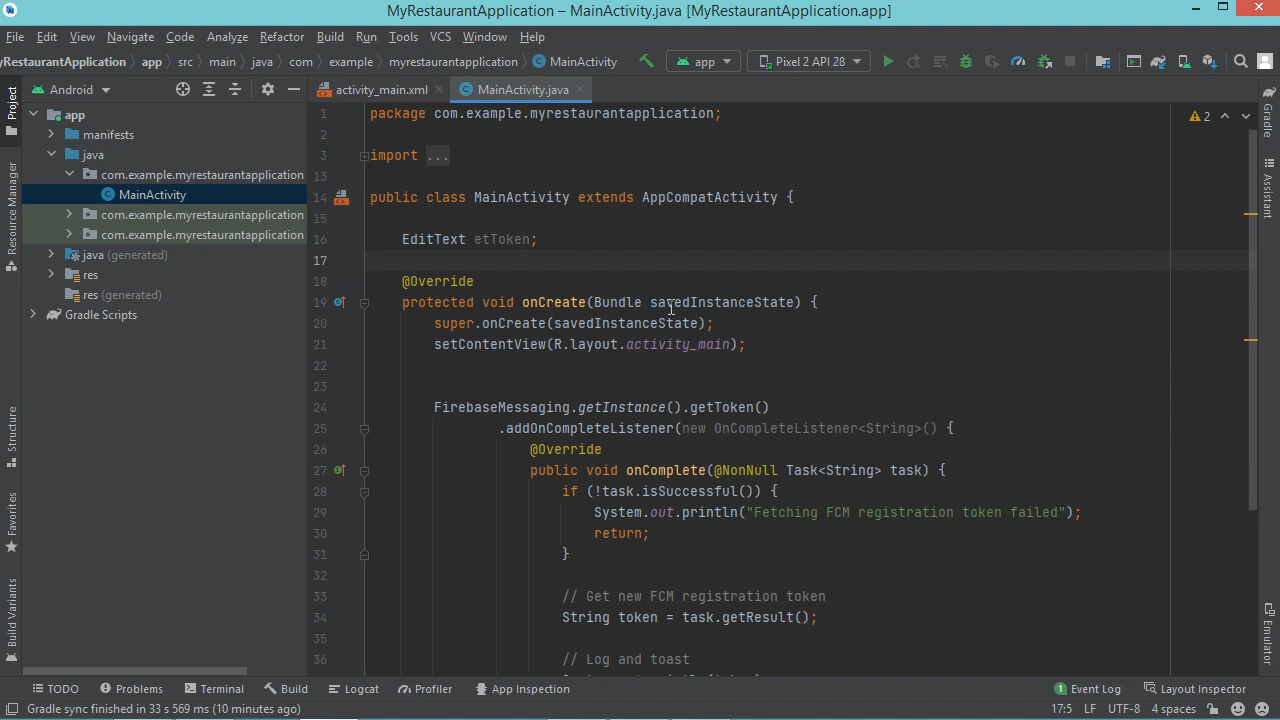 MyRestaurantApplication – MainActivity.java [MyRestaurantApplication.app]
File Edit View Navigate Code Analyze Refactor Build Run Tools VCS Window Help
yRestaurantApplication app src main java com example myrestaurantapplication MainActivity app Pixel 2 API 28
Android
activity_main.xml MainActivity.java
Project
Resource Manager
Structure
Favorites
Build Variants
app
manifests
java
com.example.myrestaurantapplication
MainActivity
com.example.myrestaurantapplication
com.example.myrestaurantapplication
java (generated)
res
res (generated)
Gradle Scripts
1 package com.example.myrestaurantapplication;
2
3 import ...
13
14 public class MainActivity extends AppCompatActivity {
15
16 EditText etToken;
17
18 @Override
19 protected void onCreate(Bundle savedInstanceState) {
20 super.onCreate(savedInstanceState);
21 setContentView(R.layout.activity_main);
22
23
24 FirebaseMessaging.getInstance().getToken()
25 .addOnCompleteListener(new OnCompleteListener<String>() {
26 @Override
27 public void onComplete(@NonNull Task<String> task) {
28 if (!task.isSuccessful()) {
29 System.out.println("Fetching FCM registration token failed");
30 return;
31 }
32
33 // Get new FCM registration token
34 String token = task.getResult();
35
36 // Log and toast
2
Gradle
Assistant
Emulator
TODO Problems Terminal Build Logcat Profiler App Inspection 1 Event Log Layout Inspector
Gradle sync finished in 33 s 569 ms (10 minutes ago) 17:5 LF UTF-8 4 spaces